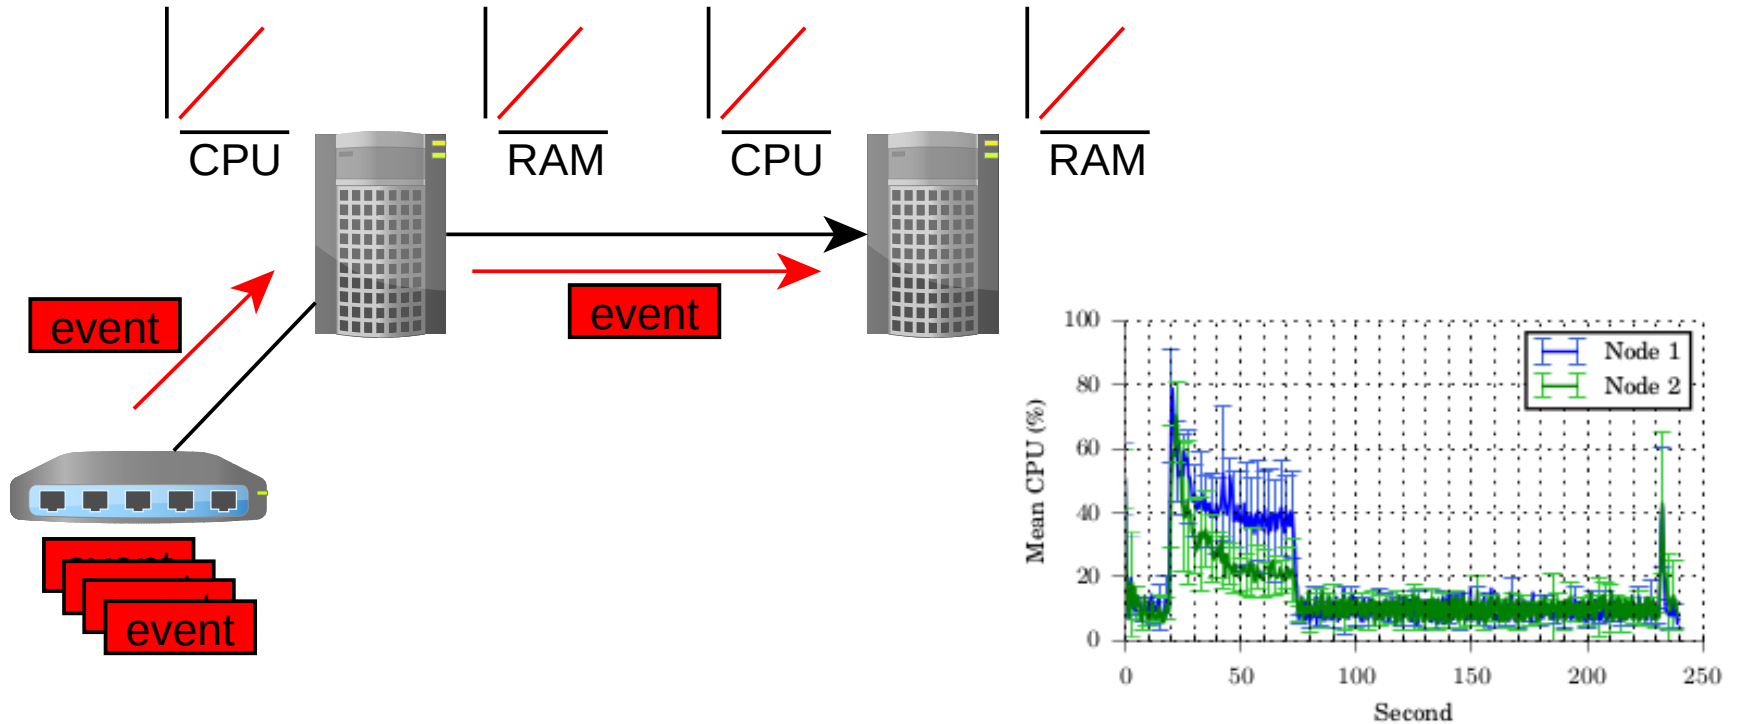 CPU
RAM
CPU
RAM
event
event
event
event
100
80
60
40
20
0
Mean CPU (%)
Node 1
Node 2
0
50
100
150
200
250
Second